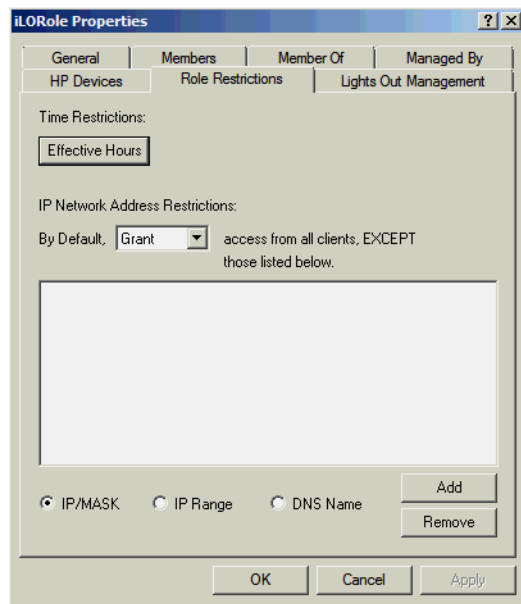 iLORole Properties
General Members Member Of Managed By
HP Devices Role Restrictions Lights Out Management
Time Restrictions:
Effective Hours
IP Network Address Restrictions:
By Default, Grant access from all clients, EXCEPT
those listed below.
IP/MASK IP Range DNS Name
Add
Remove
OK Cancel Apply